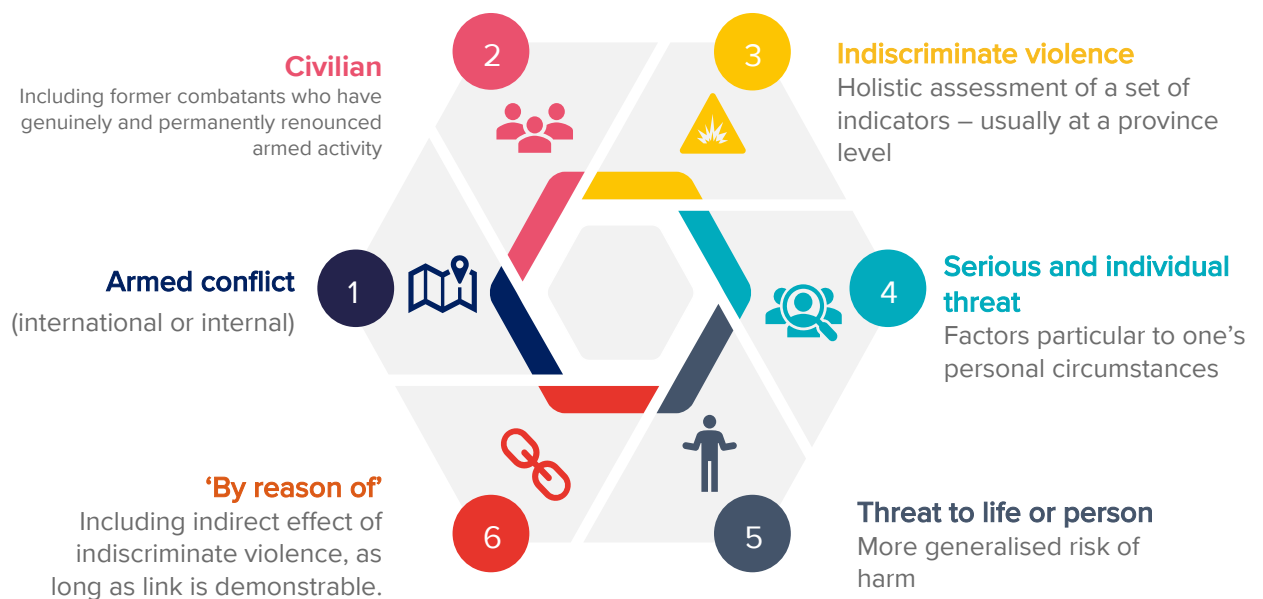 1
Armed conflict
(international or internal)
2
Civilian
Including former combatants who have
genuinely and permanently renounced
armed activity
3
Indiscriminate violence
Holistic assessment of a set of
indicators – usually at a province
level
4
Serious and individual
threat
Factors particular to one’s
personal circumstances
5
Threat to life or person
More generalised risk of
harm
6
‘By reason of’
Including indirect effect of
indiscriminate violence, as
long as link is demonstrable.